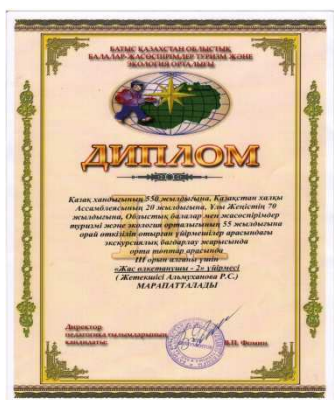 БАТЫС ҚАЗАҚСТАН ОБЛЫСТЫҚ
БАЛАЛАР-ЖАСӨСПІРІМДЕР ТУРИЗМ ЖӘНЕ
ЭКОЛОГИЯ ОРТАЛЫҒЫ
ДИПЛОМ
Қазақ хандығының 550 жылдығына, Қазақстан халқы
Ассамблеясының 20 жылдығына, Ұлы Жеңістің 70
жылдығына, Облыстық балалар мен жасөспірімдер
туризмі және экология орталығының 55 жылдығына
орай өткізіліп отырған үйірмешілер арасындағы
экскурсиялық бағдарлау жарысында
орта топтар арасында
III орын алғаны үшін
«Жас өлкетанушы - 2» үйірмесі
( Жетекшісі Альмуханова Р.С.)
МАРАПАТТАЛАДЫ
Директор
педагогика ғылымдарының
кандидаты:
В.П. Фомин